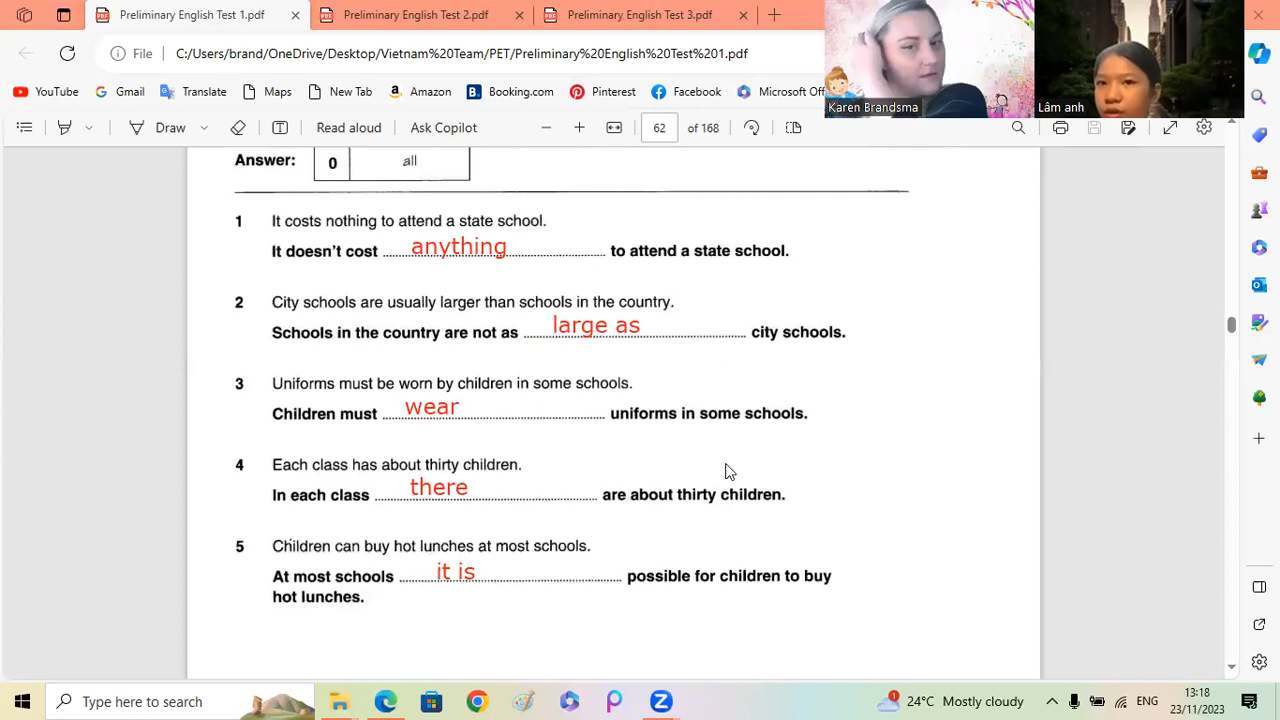 Preliminary English Test 1.pdf
Preliminary English Test 2.pdf
Preliminary English Test 3.pdf
File
C:/Users/brand/OneDrive/Desktop/Vietnam%20Team/PET/Preliminary%20English%20Test%201.pdf
YouTube Gmail Translate Maps New Tab Amazon Booking.com Pinterest Facebook Microsoft Off
Karen Brandsma
Lâm anh
Draw Read aloud Ask Copilot 62 of 168
Answer: 0 all
1 It costs nothing to attend a state school.
It doesn't cost anything to attend a state school.
2 City schools are usually larger than schools in the country.
Schools in the country are not as large as city schools.
3 Uniforms must be worn by children in some schools.
Children must wear uniforms in some schools.
4 Each class has about thirty children.
In each class there are about thirty children.
5 Children can buy hot lunches at most schools.
At most schools it is possible for children to buy
hot lunches.
Type here to search
1 24°C Mostly cloudy ENG
13:18
23/11/2023